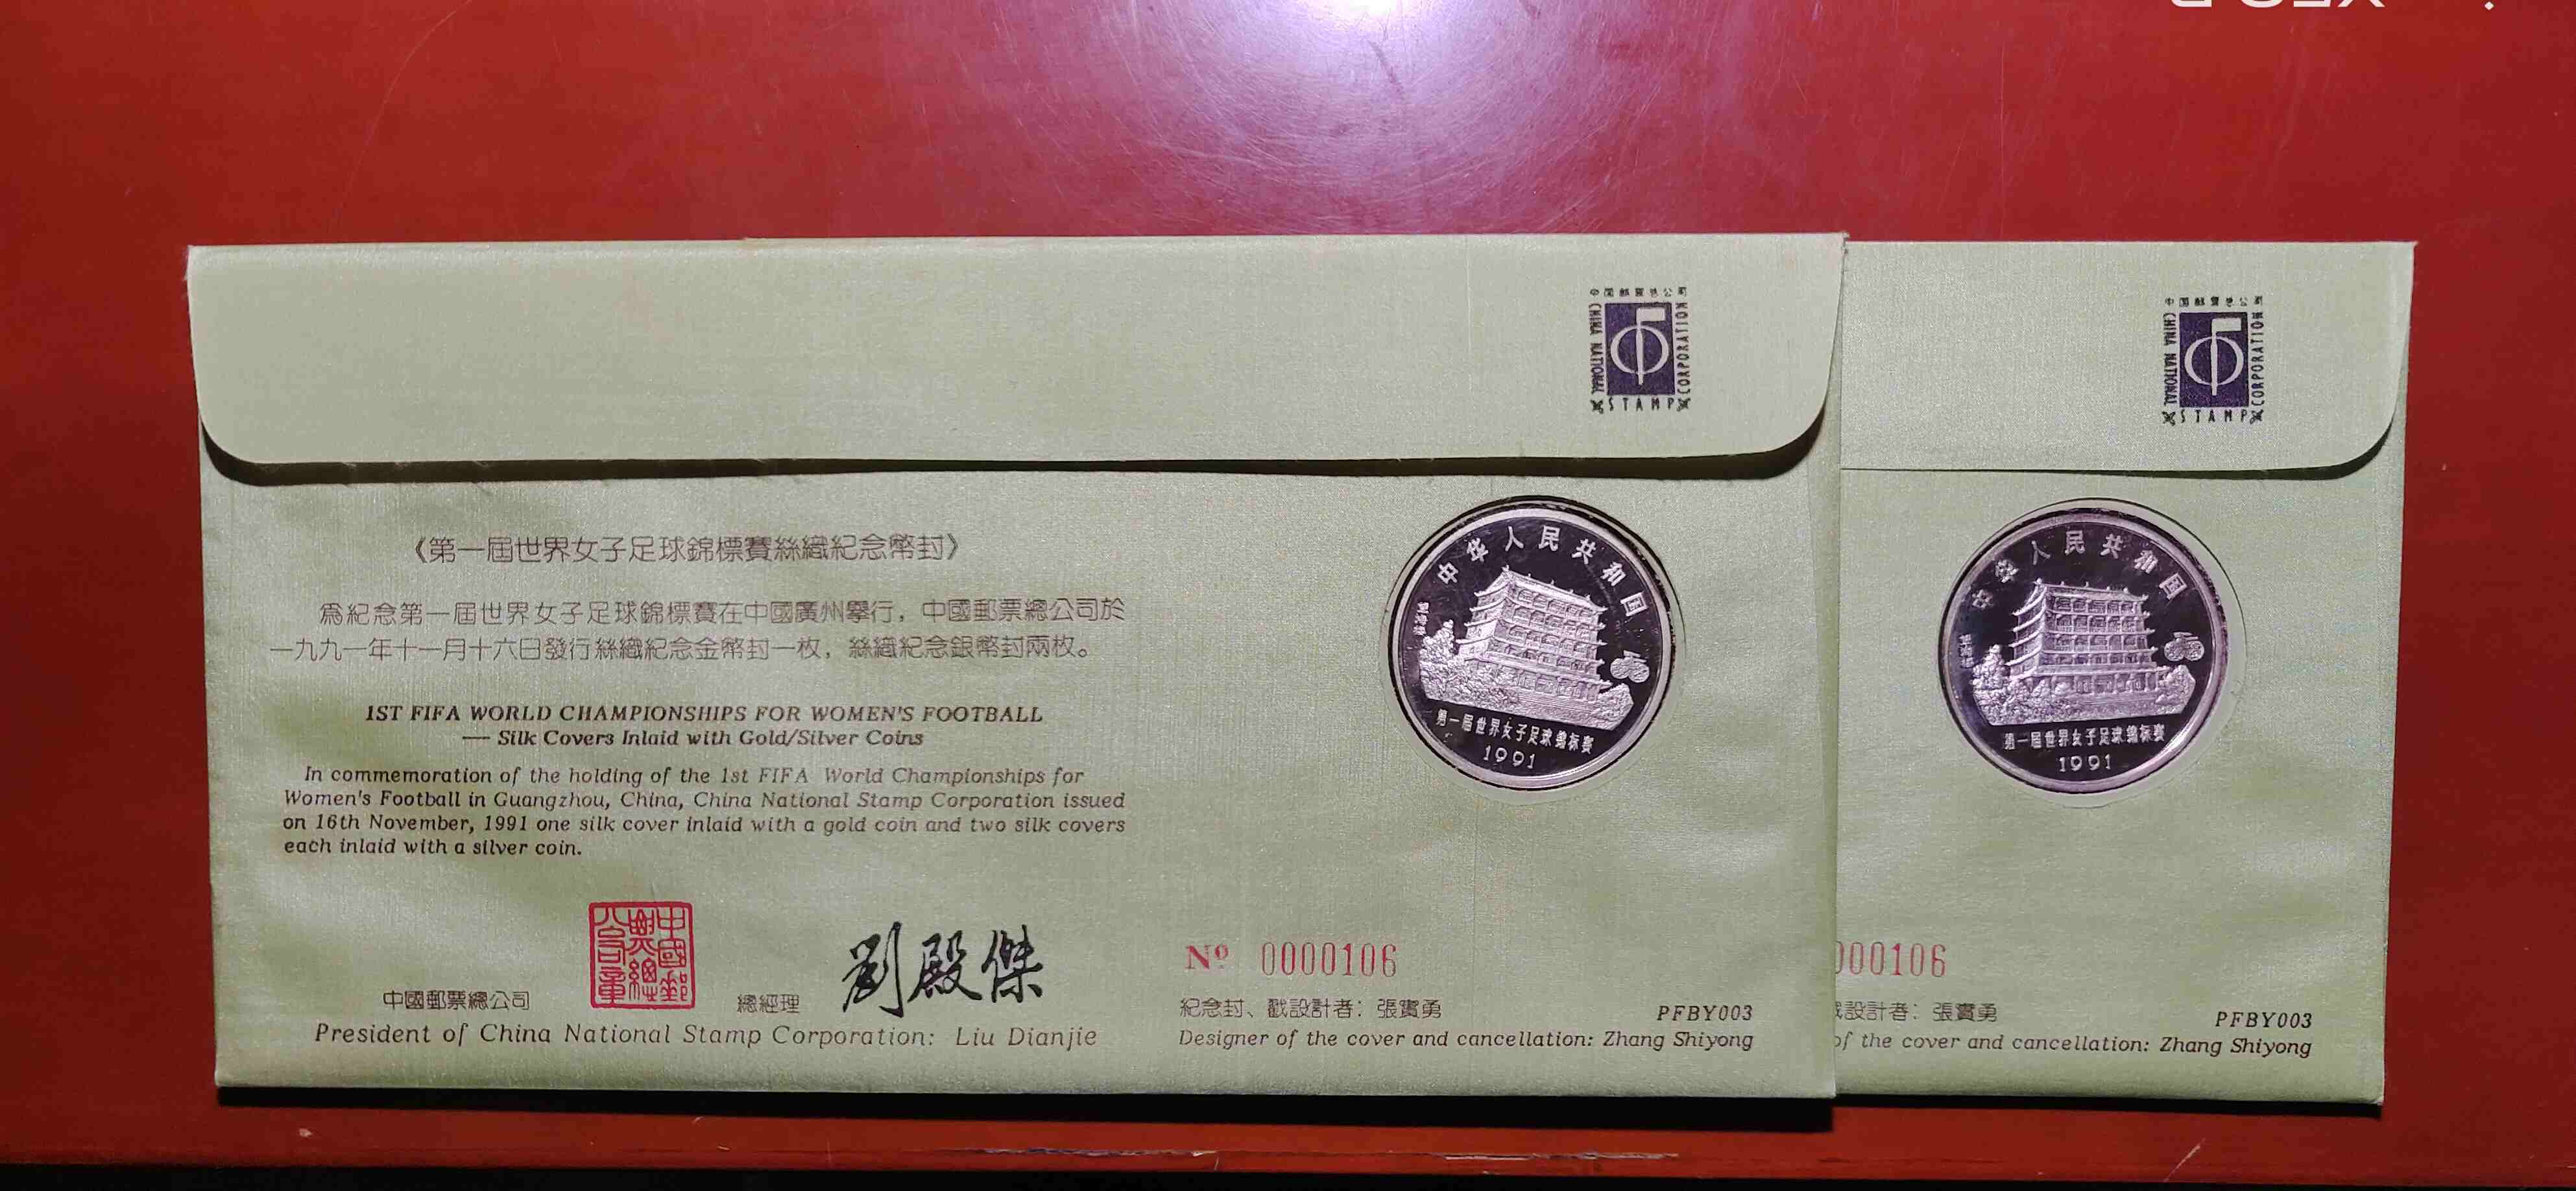 中国邮票总公司
CHINA NATIONAL
STAMP
CORPORATION
《第一屆世界女子足球錦標賽絲織紀念幣封》
爲紀念第一屆世界女子足球錦標賽在中國廣州舉行，中國郵票總公司於
一九九一年十一月十六日發行絲織紀念金幣封一枚，絲織紀念銀幣封兩枚。
1ST FIFA WORLD CHAMPIONSHIPS FOR WOMEN'S FOOTBALL
— Silk Covers Inlaid with Gold/Silver Coins
In commemoration of the holding of the 1st FIFA World Championships for
Women's Football in Guangzhou, China, China National Stamp Corporation issued
on 16th November, 1991 one silk cover inlaid with a gold coin and two silk covers
each inlaid with a silver coin.
中华人民共和国
第一届世界女子足球锦标赛
1991
中國郵票總公司
總經理
劉殿傑
President of China National Stamp Corporation: Liu Dianjie
Nº 0000106
紀念封、戳設計者：張實勇
PFBY003
Designer of the cover and cancellation: Zhang Shiyong
中国邮票总公司
CHINA NATIONAL
STAMP
CORPORATION
中华人民共和国
第一届世界女子足球锦标赛
1991
000106
設計者：張實勇
PFBY003
of the cover and cancellation: Zhang Shiyong